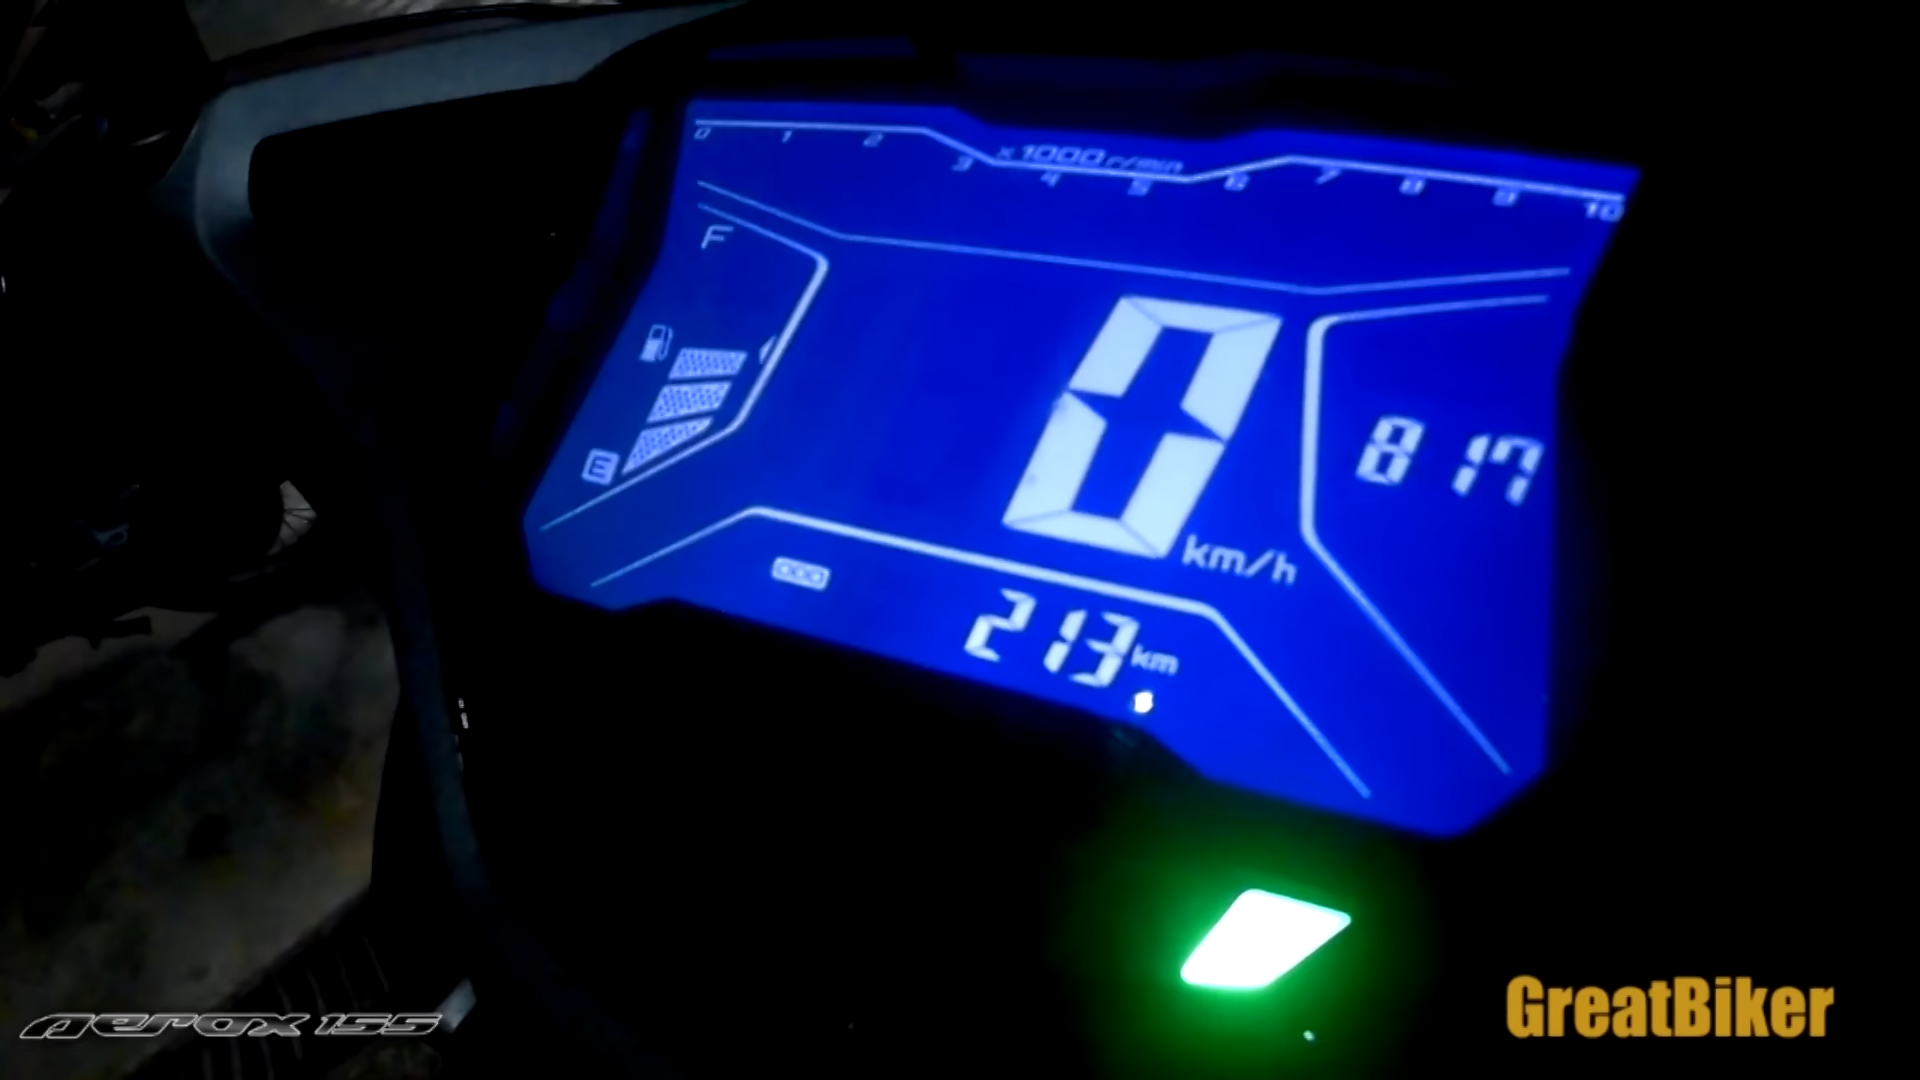 0 1 2 3 4 5 6 7 8 9 10
x1000 r/min
F
E
0 km/h
8 17
213 km
AEROX 155
GreatBiker